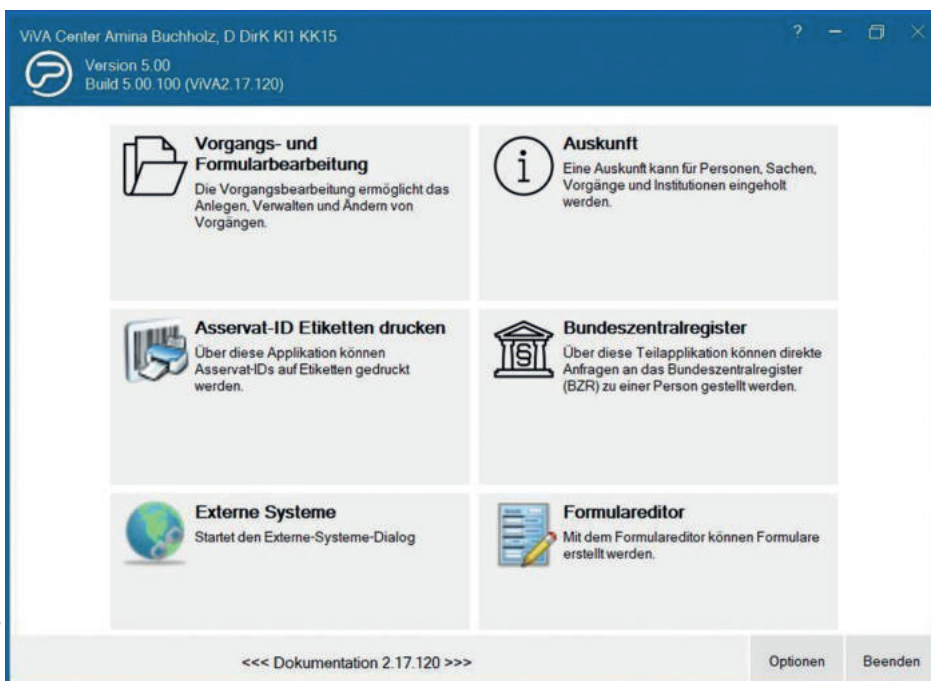 ViVA Center Amina Buchholz, D DirK KI1 KK15
?
Version 5.00
Build 5.00.100 (ViVA2.17.120)
Vorgangs- und
Formularbearbeitung
Die Vorgangsbearbeitung ermöglicht das
Anlegen, Verwalten und Ändern von
Vorgängen.
i
Auskunft
Eine Auskunft kann für Personen, Sachen,
Vorgänge und Institutionen eingeholt
werden.
Asservat-ID Etiketten drucken
Über diese Applikation können
Asservat-IDs auf Etiketten gedruckt
werden.
§
Bundeszentralregister
Über diese Teilapplikation können direkte
Anfragen an das Bundeszentralregister
(BZR) zu einer Person gestellt werden.
Externe Systeme
Startet den Externe-Systeme-Dialog
Formulareditor
Mit dem Formulareditor können Formulare
erstellt werden.
<<< Dokumentation 2.17.120 >>>
Optionen
Beenden